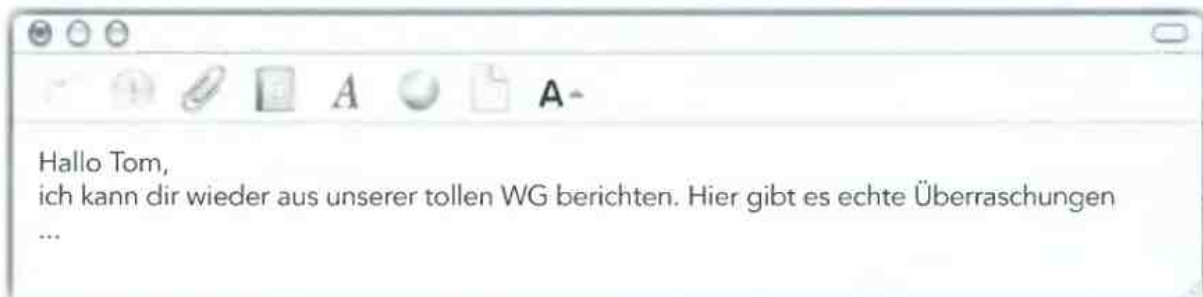 A A
Hallo Tom,
ich kann dir wieder aus unserer tollen WG berichten. Hier gibt es echte Überraschungen
...